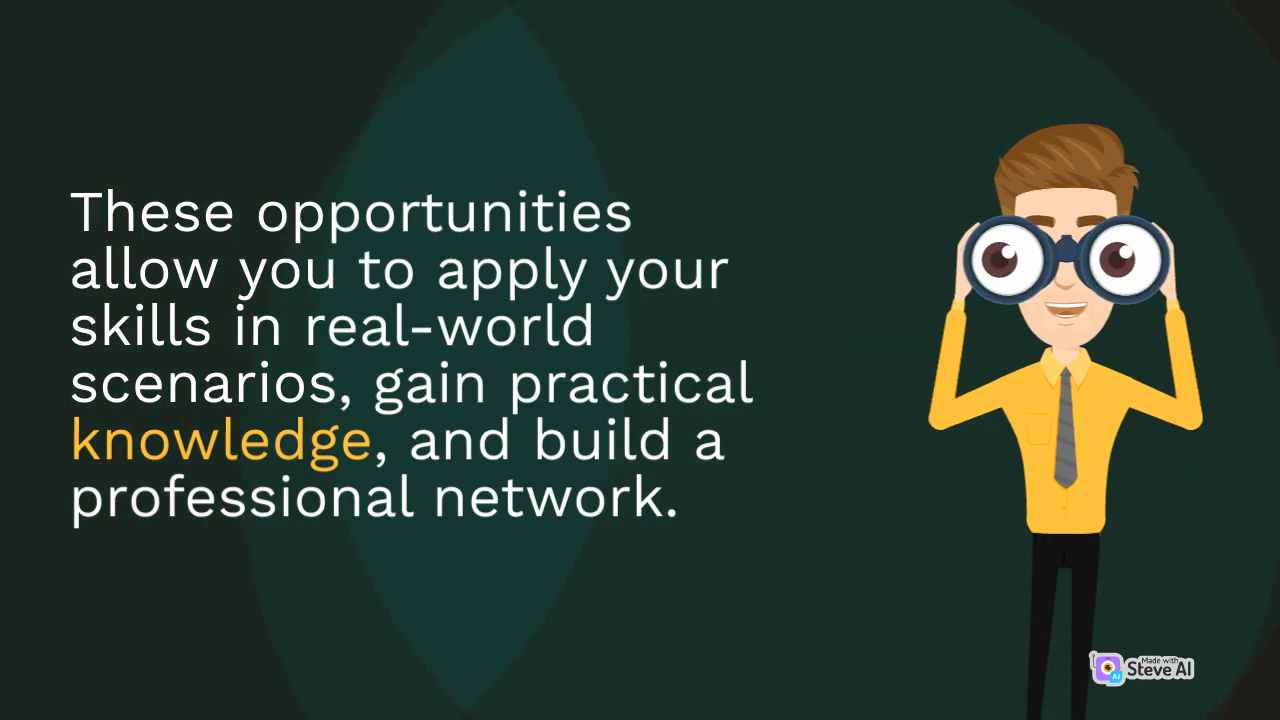 These opportunities
allow you to apply your
skills in real-world
scenarios, gain practical
knowledge, and build a
professional network.
Made with
Steve AI
AI